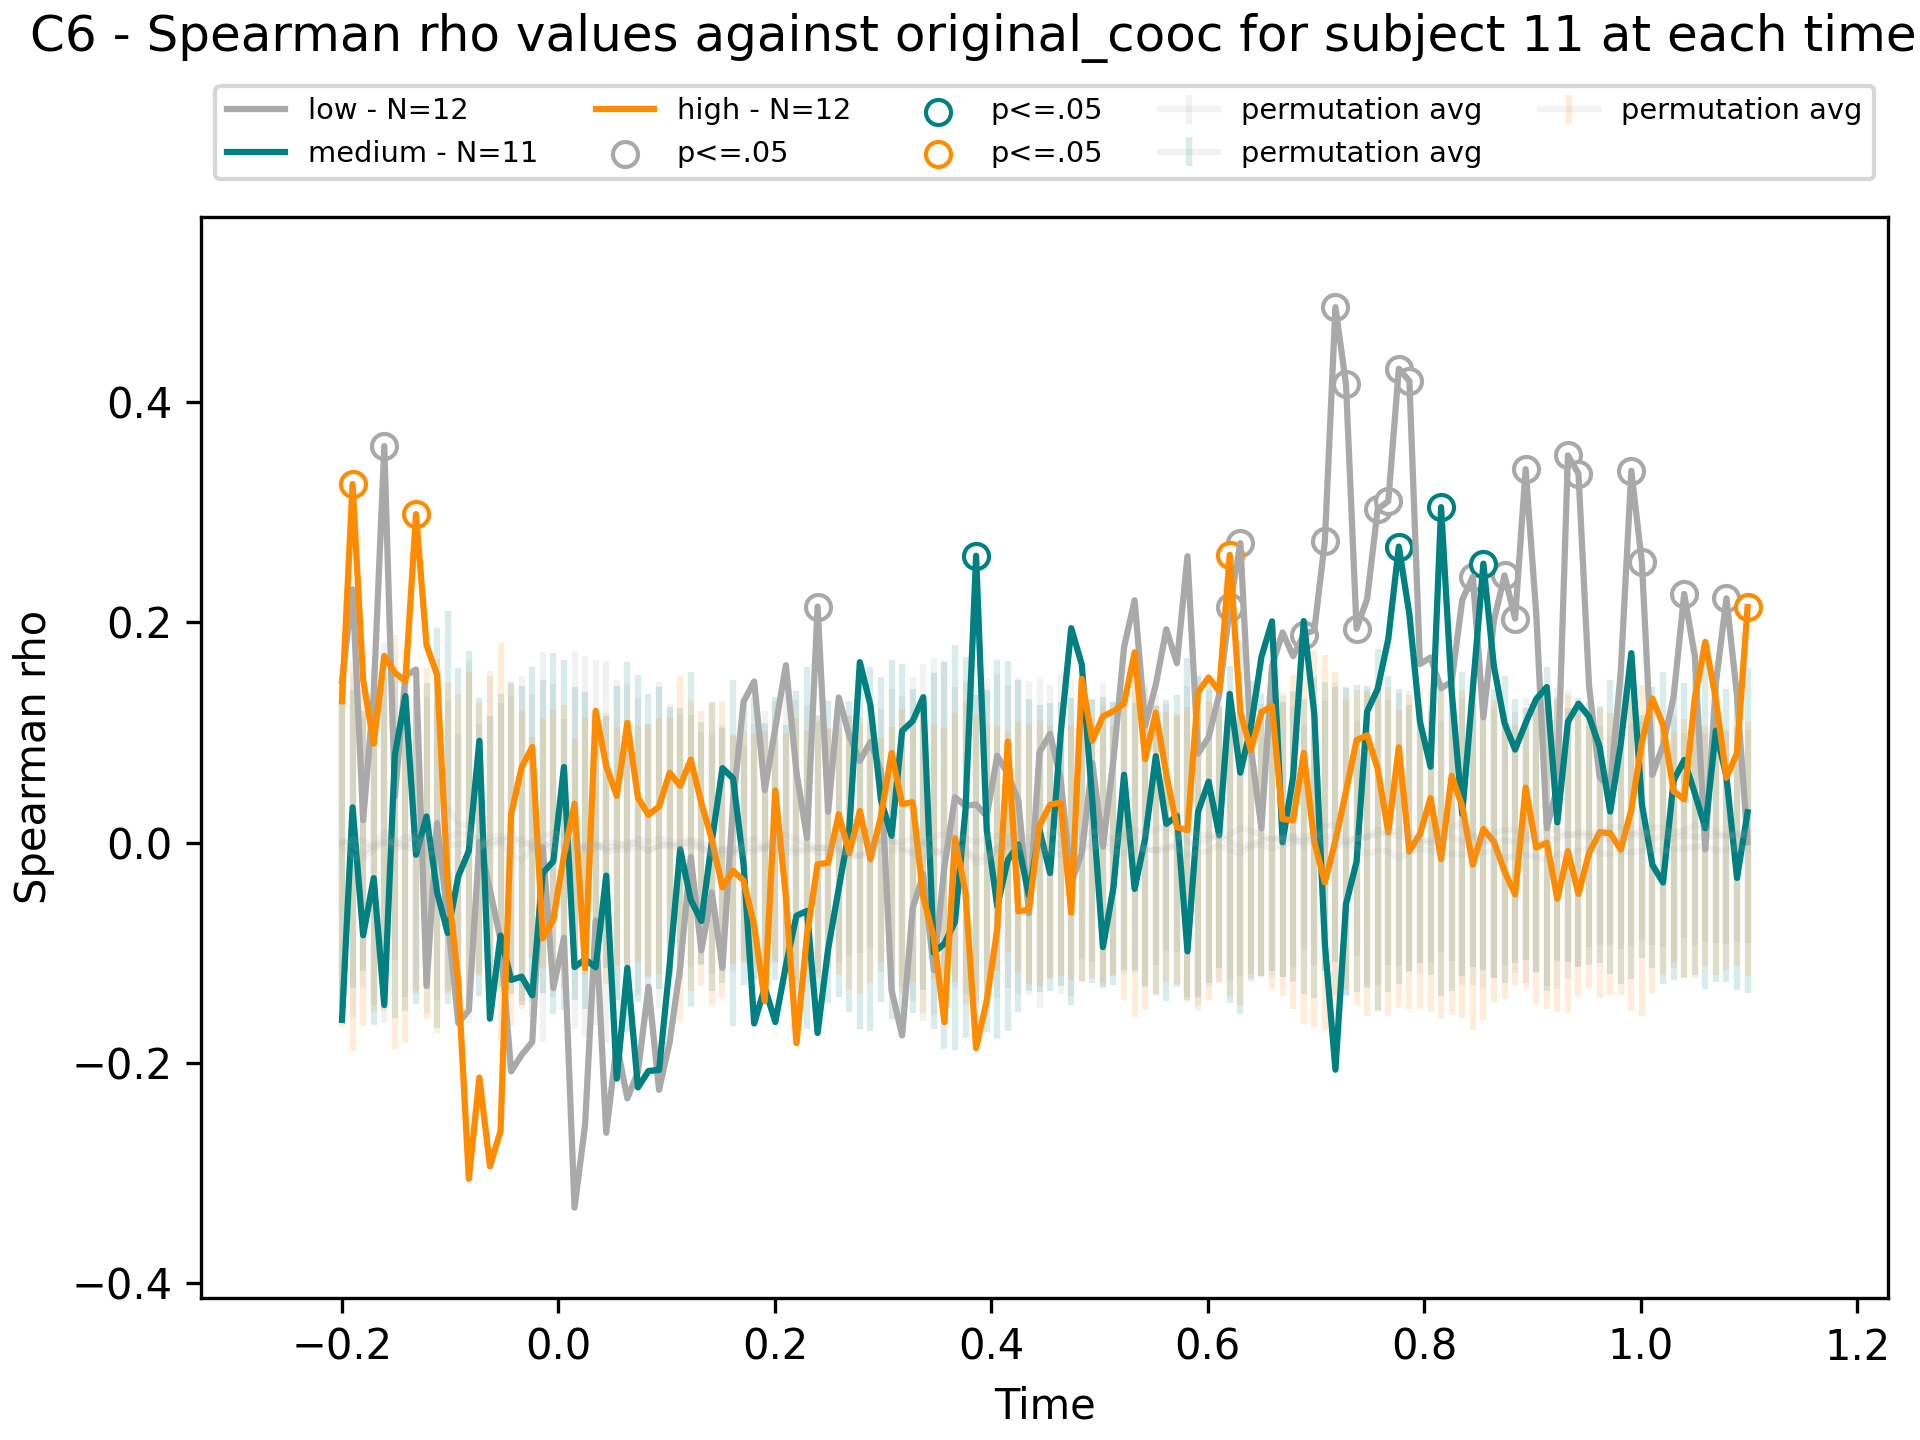 C6 - Spearman rho values against original_cooc for subject 11 at each time
low - N=12
medium - N=11
high - N=12
p<=.05
p<=.05
p<=.05
permutation avg
permutation avg
permutation avg
Spearman rho
0.4
0.2
0.0
−0.2
−0.4
−0.2 0.0 0.2 0.4 0.6 0.8 1.0 1.2
Time